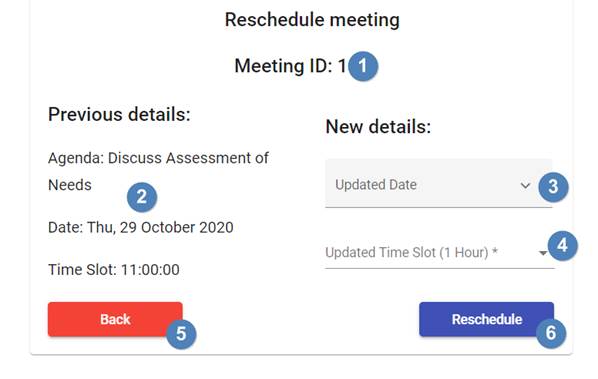 Reschedule meeting
Meeting ID: 1 1
Previous details:
New details:
Agenda: Discuss Assessment of
Needs
2
Updated Date
3
Date: Thu, 29 October 2020
Updated Time Slot (1 Hour) *
4
Time Slot: 11:00:00
Back
5
Reschedule
6